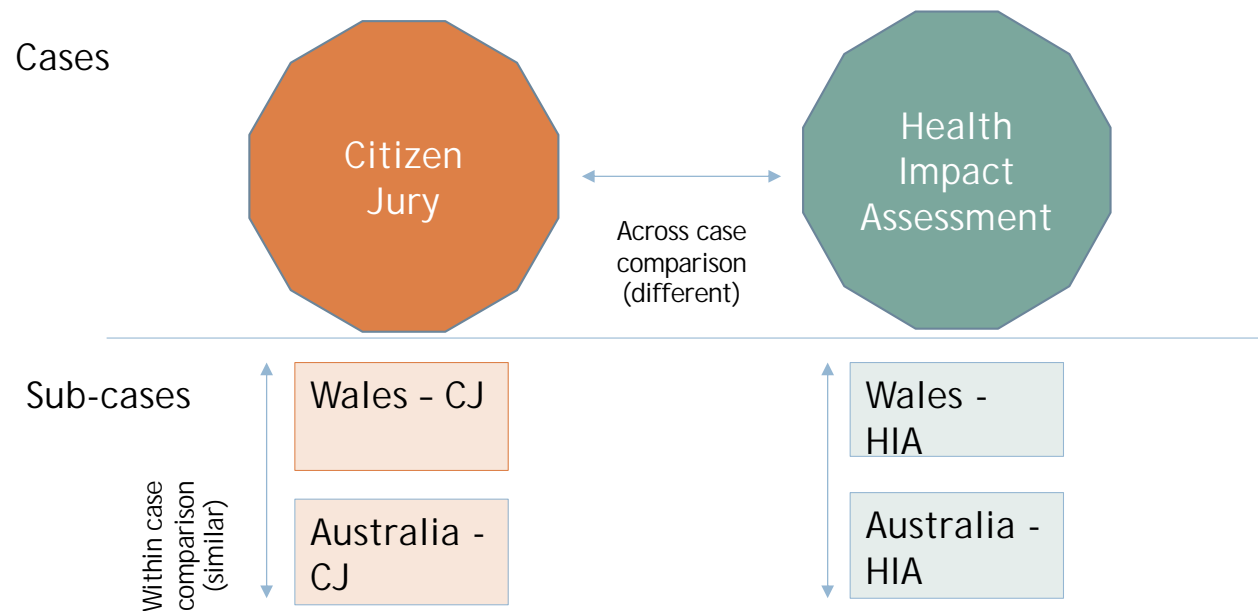 Cases
Citizen
Jury
Across case
comparison
(different)
Health
Impact
Assessment
Sub-cases
Within case
comparison
(similar)
Wales – CJ
Australia -
CJ
Wales -
HIA
Australia -
HIA